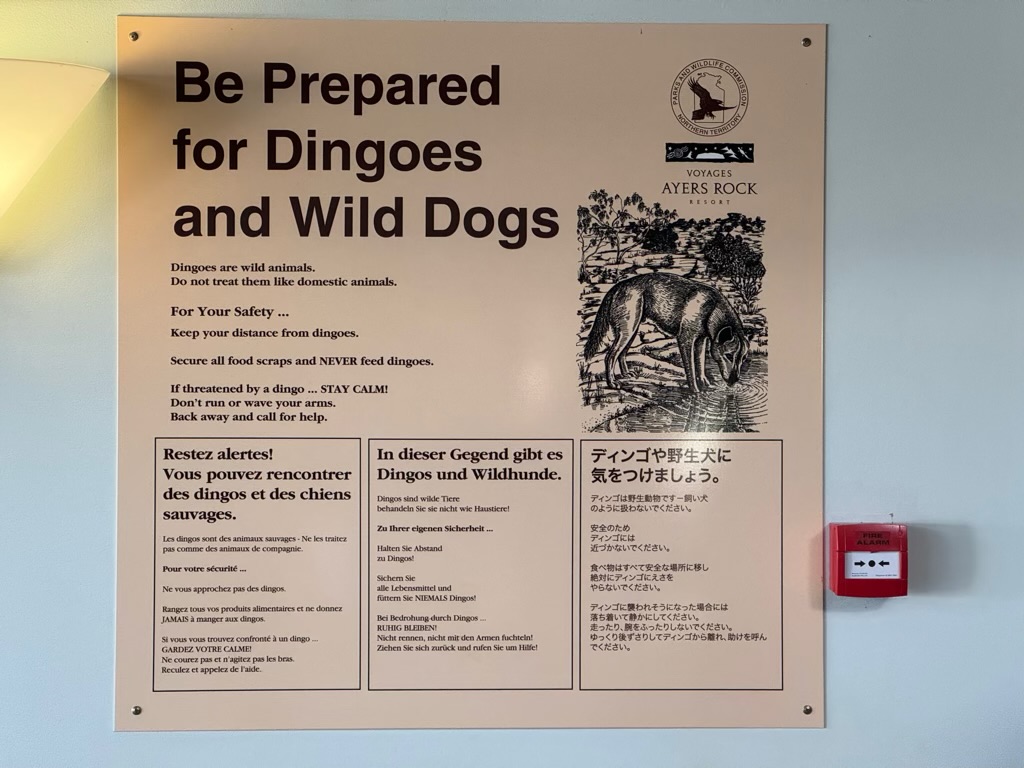 Be Prepared
for Dingoes
and Wild Dogs
PARKS AND WILDLIFE COMMISSION
NORTHERN TERRITORY
VOYAGES
AYERS ROCK
RESORT
Dingoes are wild animals.
Do not treat them like domestic animals.
For Your Safety ...
Keep your distance from dingoes.
Secure all food scraps and NEVER feed dingoes.
If threatened by a dingo ... STAY CALM!
Don't run or wave your arms.
Back away and call for help.
Restez alertes!
Vous pouvez rencontrer
des dingos et des chiens
sauvages.
Les dingos sont des animaux sauvages - Ne les traitez
pas comme des animaux de compagnie.
Pour votre sécurité ...
Ne vous approchez pas des dingos.
Rangez tous vos produits alimentaires et ne donnez
JAMAIS à manger aux dingos.
Si vous vous trouvez confronté à un dingo ...
GARDEZ VOTRE CALME!
Ne courez pas et n'agitez pas les bras.
Reculez et appelez de l'aide.
In dieser Gegend gibt es
Dingos und Wildhunde.
Dingos sind wilde Tiere
behandeln Sie sie nicht wie Haustiere!
Zu Ihrer eigenen Sicherheit ...
Halten Sie Abstand
zu Dingos!
Sichern Sie
alle Lebensmittel und
füttern Sie NIEMALS Dingos!
Bei Bedrohung durch Dingos ...
RUHIG BLEIBEN!
Nicht rennen, nicht mit den Armen fuchteln!
Ziehen Sie sich zurück und rufen Sie um Hilfe!
ディンゴや野生犬に
気をつけましょう。
ディンゴは野生動物です－飼い犬
のように扱わないでください。
安全のため
ディンゴには
近づかないでください。
食べ物はすべて安全な場所に移し
絶対にディンゴにえさを
やらないでください。
ディンゴに襲われそうになった場合には
落ち着いて静かにしてください。
走ったり、腕をふったりしないでください。
ゆっくり後ずさりしてディンゴから離れ、助けを呼ん
でください。
FIRE
ALARM